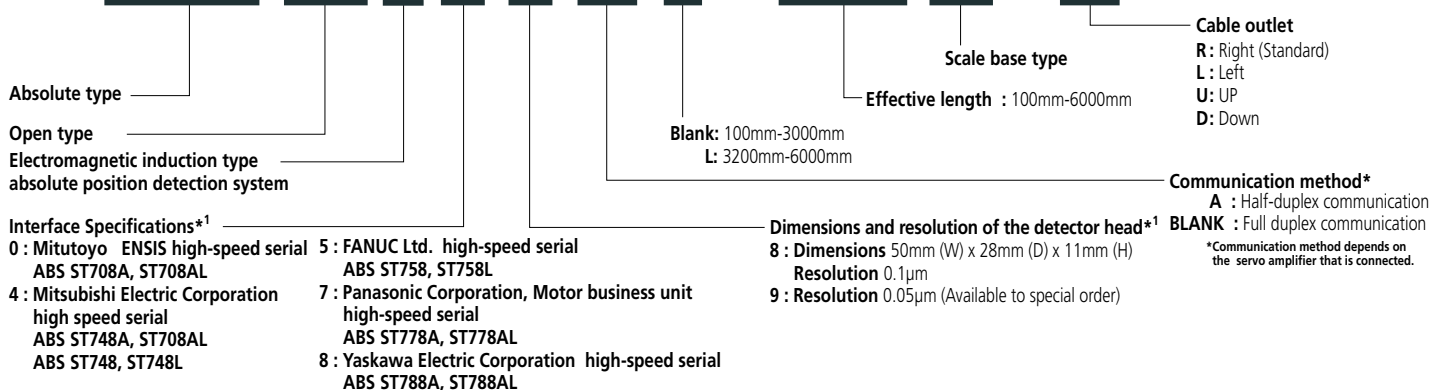 Absolute type
Open type
Electromagnetic induction type
absolute position detection system
Interface Specifications*1
0 : Mitutoyo ENSIS high-speed serial
ABS ST708A, ST708AL
4 : Mitsubishi Electric Corporation
high speed serial
ABS ST748A, ST708AL
ABS ST748, ST748L
5 : FANUC Ltd. high-speed serial
ABS ST758, ST758L
7 : Panasonic Corporation, Motor business unit
high-speed serial
ABS ST778A, ST778AL
8 : Yaskawa Electric Corporation high-speed serial
ABS ST788A, ST788AL
Blank: 100mm-3000mm
L: 3200mm-6000mm
Dimensions and resolution of the detector head*1
8 : Dimensions 50mm (W) x 28mm (D) x 11mm (H)
Resolution 0.1μm
9 : Resolution 0.05μm (Available to special order)
Effective length : 100mm-6000mm
Scale base type
Cable outlet
R : Right (Standard)
L : Left
U: UP
D: Down
Communication method*
A : Half-duplex communication
BLANK : Full duplex communication
*Communication method depends on
the servo amplifier that is connected.